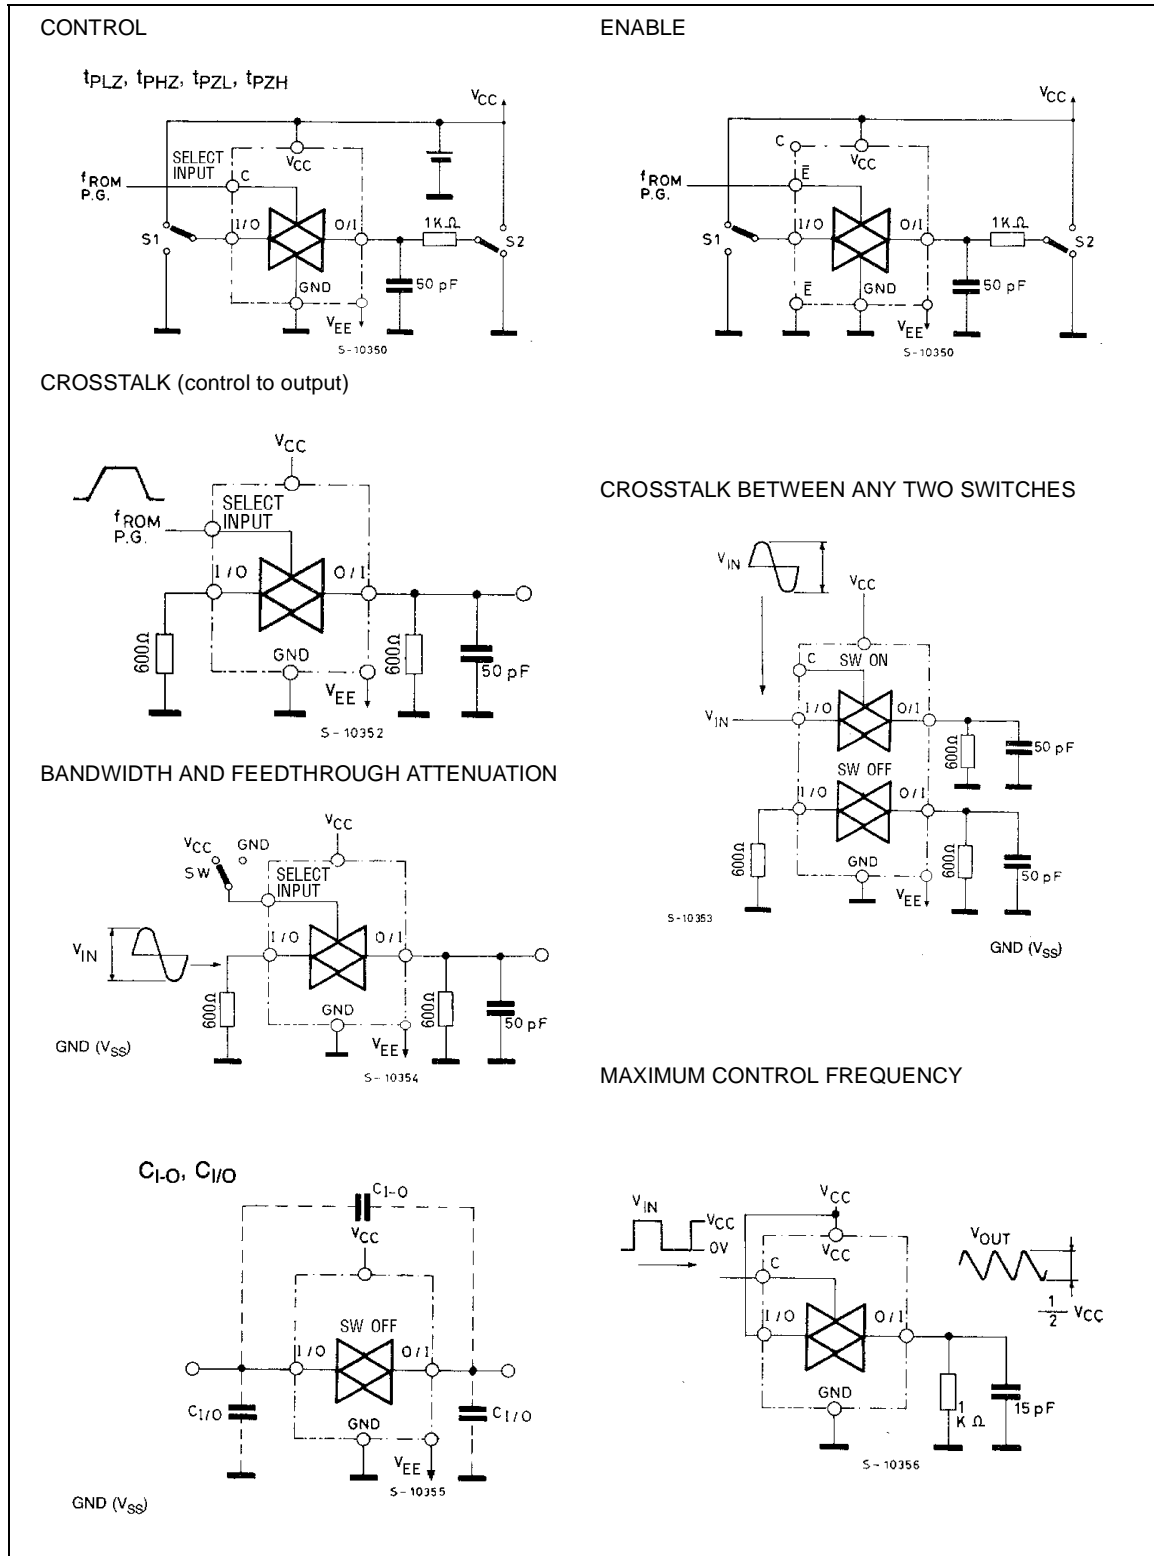 CONTROL
tPLZ, tPHZ, tPZL, tPZH
VCC
SELECT
INPUT
VCC
C
fROM
P.G.
I/O
O/I
1KΩ
S1
S2
GND
50 pF
VEE
S-10350
ENABLE
VCC
C
VCC
E̅
fROM
P.G.
I/O
O/I
1KΩ
S1
S2
E̅
GND
50 pF
VEE
S-10350
CROSSTALK (control to output)
VCC
SELECT
INPUT
fROM
P.G.
I/O
O/I
600Ω
GND
600Ω
50 pF
VEE
S-10352
CROSSTALK BETWEEN ANY TWO SWITCHES
VIN
VCC
C
SW ON
VIN
I/O
O/I
600Ω
50 pF
SW OFF
I/O
O/I
600Ω
GND
600Ω
50 pF
VEE
S-10353
GND (VSS)
BANDWIDTH AND FEEDTHROUGH ATTENUATION
VCC
VCC
GND
SW
SELECT
INPUT
VIN
I/O
O/I
600Ω
GND
600Ω
50 pF
VEE
GND (VSS)
S-10354
CI-O, CI/O
CI-O
VCC
SW OFF
I/O
O/I
CI/O
GND
CI/O
VEE
S-10355
GND (VSS)
MAXIMUM CONTROL FREQUENCY
VIN
VCC
0V
VCC
VCC
VOUT
C
1/2 VCC
I/O
O/I
GND
1
KΩ
15pF
S-10356